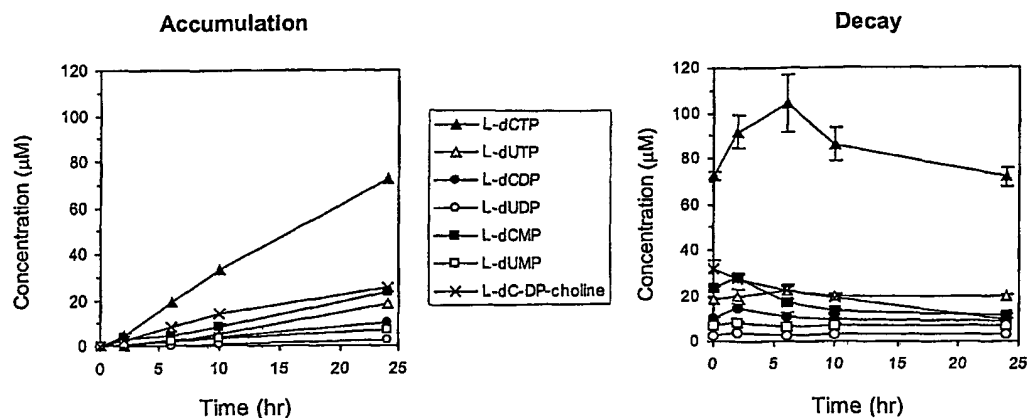 Accumulation
Concentration (µM)
120
100
80
60
40
20
0
0 5 10 15 20 25
Time (hr)
L-dCTP
L-dUTP
L-dCDP
L-dUDP
L-dCMP
L-dUMP
L-dC-DP-choline
Decay
Concentration (µM)
120
100
80
60
40
20
0
0 5 10 15 20 25
Time (hr)